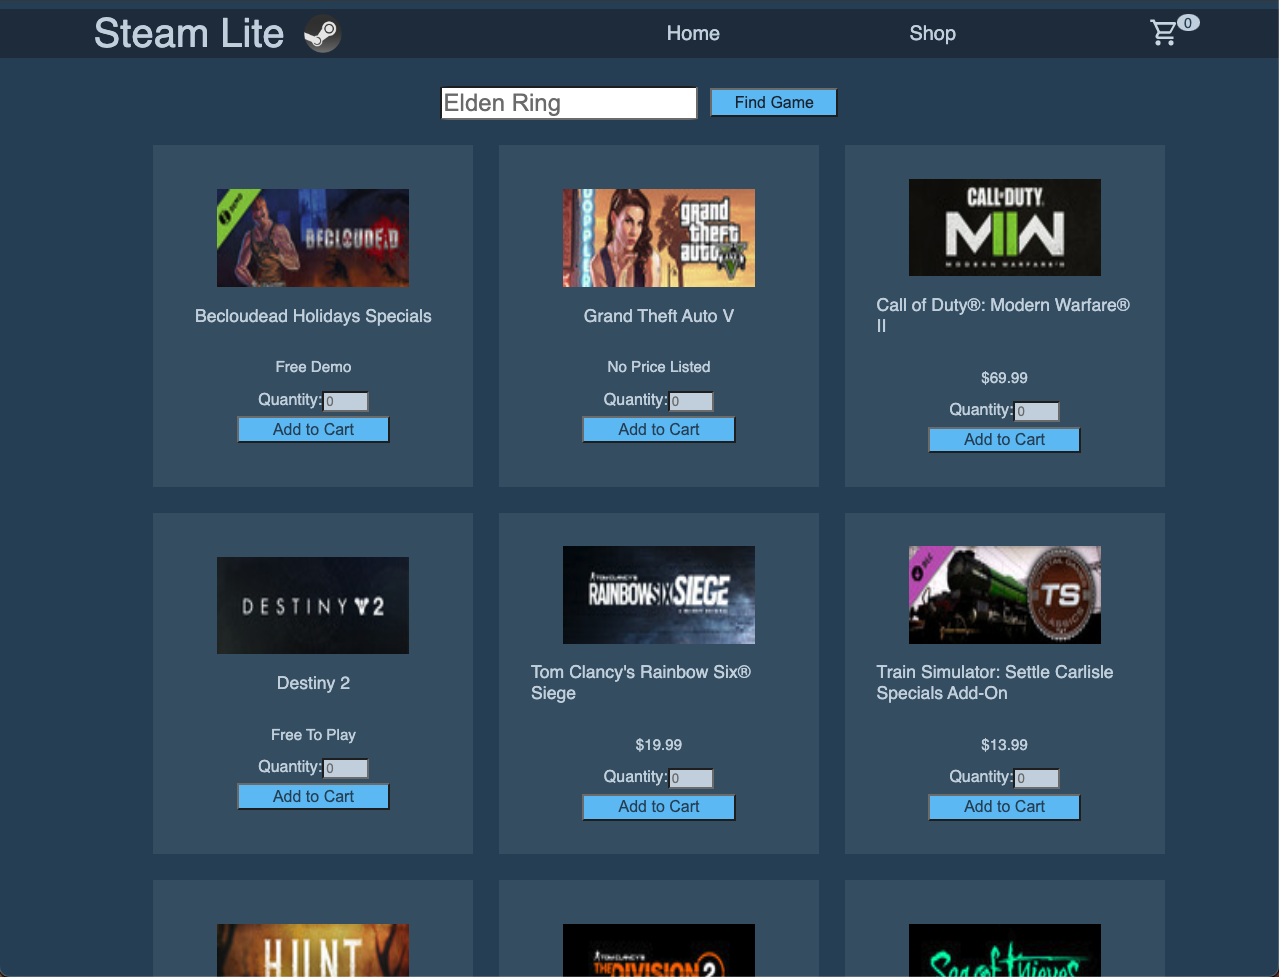 Steam Lite
Home
Shop
0
Elden Ring
Find Game
DEMO
BECLOUDEAD
Becloudead Holidays Specials
Free Demo
Quantity: 0
Add to Cart
grand
theft
auto
V
Grand Theft Auto V
No Price Listed
Quantity: 0
Add to Cart
CALL OF DUTY.
MWII
MODERN WARFARE II
Call of Duty®: Modern Warfare®
II
$69.99
Quantity: 0
Add to Cart
DESTINY 2
Destiny 2
Free To Play
Quantity: 0
Add to Cart
TOM CLANCY'S
RAINBOW SIX SIEGE
Tom Clancy's Rainbow Six®
Siege
$19.99
Quantity: 0
Add to Cart
DLC
TS
CLASSICS
Train Simulator: Settle Carlisle
Specials Add-On
$13.99
Quantity: 0
Add to Cart
HUNT
TOM CLANCY'S
THE DIVISION 2
Sea of Thieves